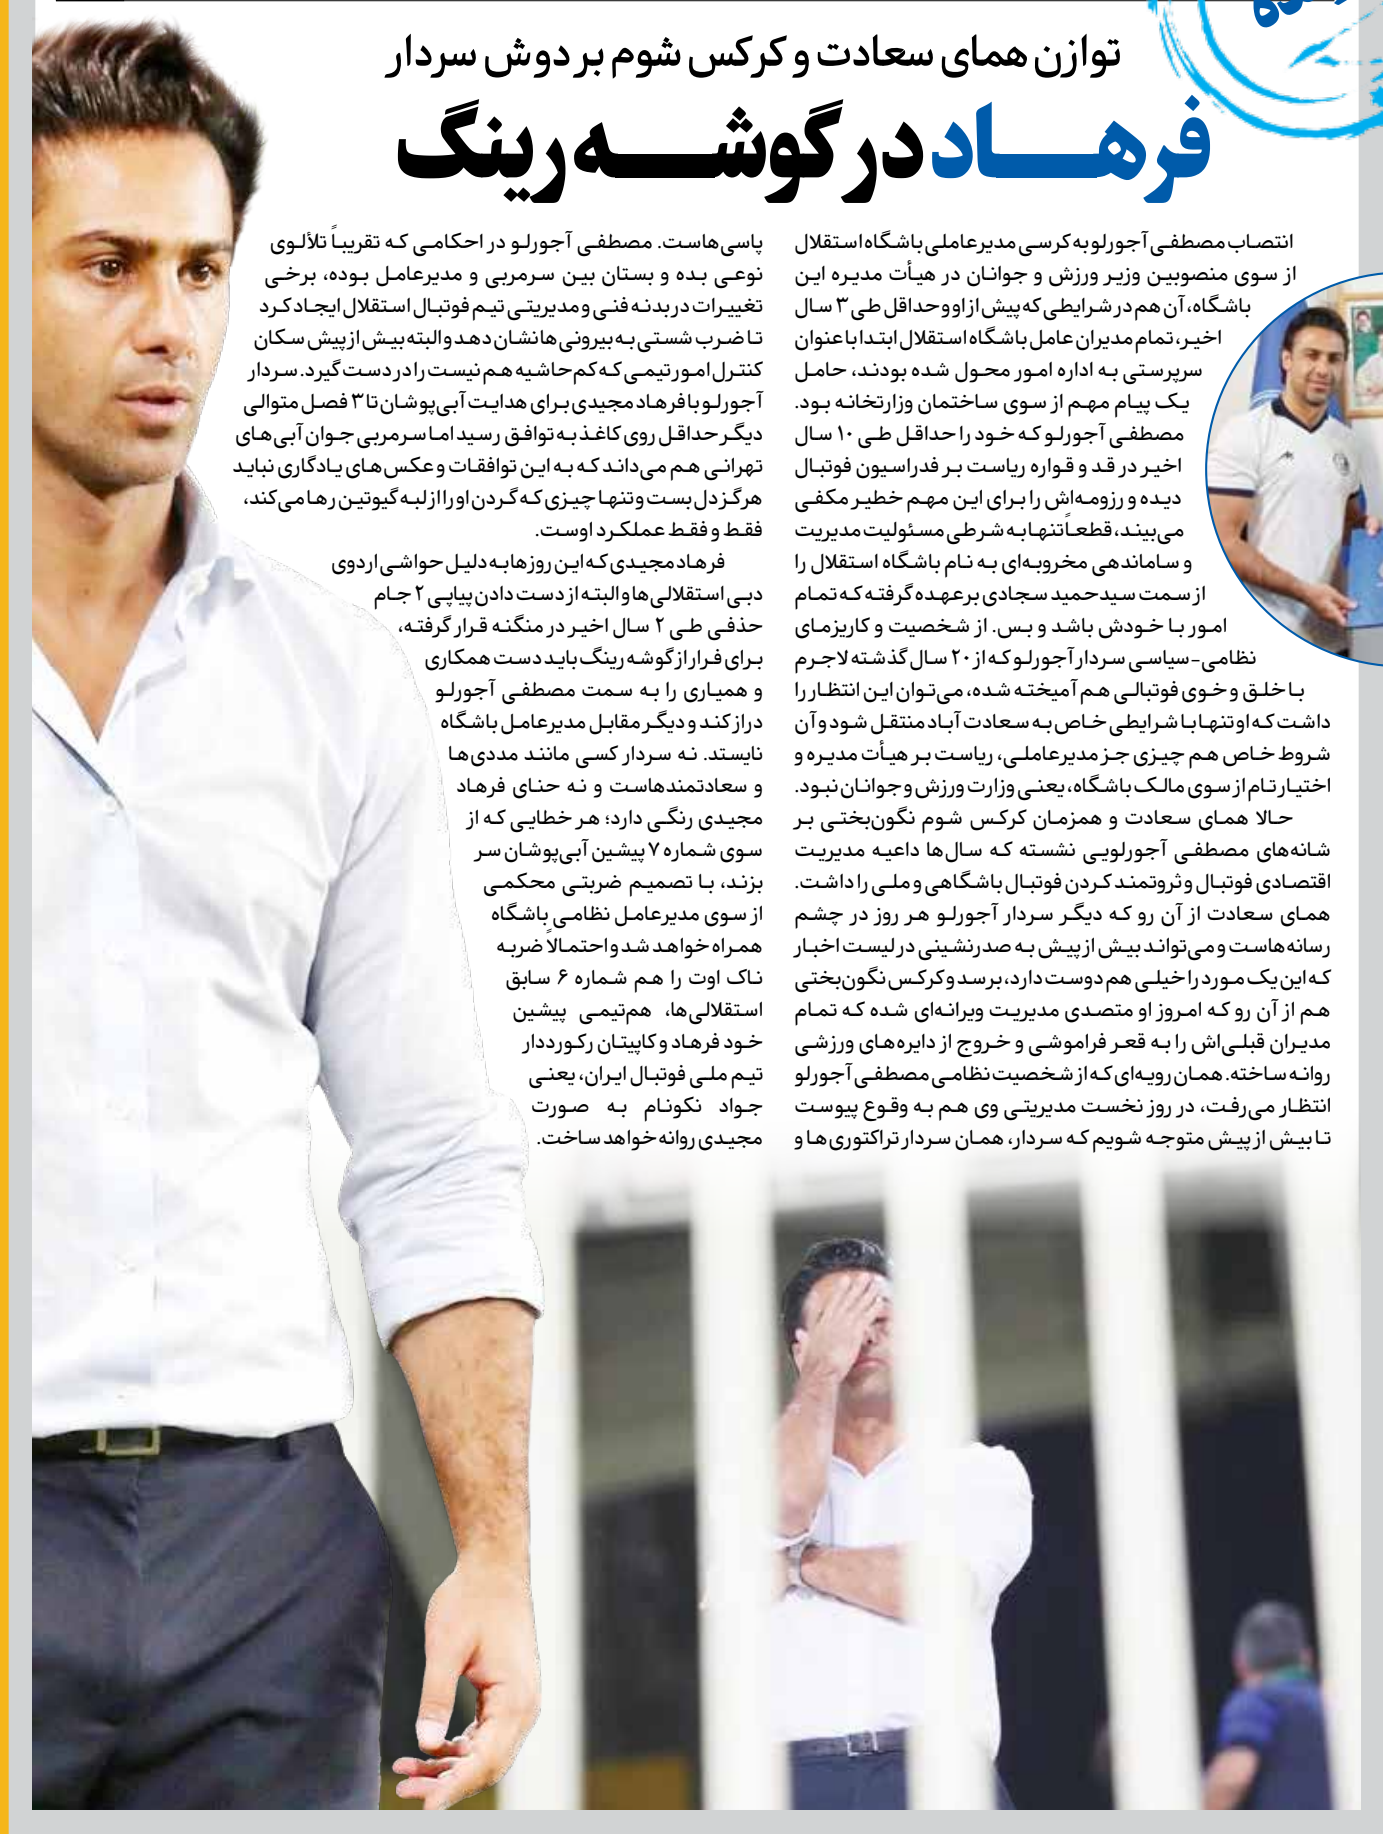 توازن همای سعادت و کرکس شوم بر دوش سردار
فرهاد در گوشه رینگ
انتصاب مصطفی آجورلو به کرسی مدیرعاملی باشگاه استقلال
از سوی منصوبین وزیر ورزش و جوانان در هیأت مدیره این
باشگاه، آن هم در شرایطی که پیش از او و حداقل طی ۳ سال
اخیر، تمام مدیران عامل باشگاه استقلال ابتدا با عنوان
سرپرستی به اداره امور محول شده بودند، حامل
یک پیام مهم از سوی ساختمان وزارتخانه بود.
مصطفی آجورلو که خود را حداقل طی ۱۰ سال
اخیر در قد و قواره ریاست بر فدراسیون فوتبال
دیده و رزومه‌اش را برای این مهم خطیر مکفی
می‌بیند، قطعاً تنها به شرطی مسئولیت مدیریت
و ساماندهی مخروبه‌ای به نام باشگاه استقلال را
از سمت سیدحمید سجادی برعهده گرفته که تمام
امور با خودش باشد و بس. از شخصیت و کاریزمای
نظامی-سیاسی سردار آجورلو که از ۲۰ سال گذشته لاجرم
با خلق و خوی فوتبالی هم آمیخته شده، می‌توان این انتظار را
داشت که او تنها با شرایطی خاص به سعادت آباد منتقل شود و آن
شروط خاص هم چیزی جز مدیرعاملی، ریاست بر هیأت مدیره و
اختیار تام از سوی مالک باشگاه، یعنی وزارت ورزش و جوانان نبود.
حالا همای سعادت و همزمان کرکس شوم نگون‌بختی بر
شانه‌های مصطفی آجورلویی نشسته که سال‌ها داعیه مدیریت
اقتصادی فوتبال و ثروتمند کردن فوتبال باشگاهی و ملی را داشت.
همای سعادت از آن رو که دیگر سردار آجورلو هر روز در چشم
رسانه‌هاست و می‌تواند بیش از پیش به صدرنشینی در لیست اخبار
که این یک مورد را خیلی هم دوست دارد، برسد و کرکس نگون‌بختی
هم از آن رو که امروز او متصدی مدیریت ویرانه‌ای شده که تمام
مدیران قبلی‌اش را به قعر فراموشی و خروج از دایره‌های ورزشی
روانه ساخته. همان رویه‌ای که از شخصیت نظامی مصطفی آجورلو
انتظار می‌رفت، در روز نخست مدیریتی وی هم به وقوع پیوست
تا بیش از پیش متوجه شویم که سردار، همان سردار تراکتوری‌ها و
پاسی‌هاست. مصطفی آجورلو در احکامی که تقریباً تلألوی
نوعی بده و بستان بین سرمربی و مدیرعامل بوده، برخی
تغییرات در بدنه فنی و مدیریتی تیم فوتبال استقلال ایجاد کرد
تا ضرب شستی به بیرونی‌ها نشان دهد و البته بیش از پیش سکان
کنترل امور تیمی که کم حاشیه هم نیست را در دست گیرد. سردار
آجورلو با فرهاد مجیدی برای هدایت آبی‌پوشان تا ۳ فصل متوالی
دیگر حداقل روی کاغذ به توافق رسید اما سرمربی جوان آبی‌های
تهرانی هم می‌داند که به این توافقات و عکس‌های یادگاری نباید
هرگز دل بست و تنها چیزی که گردن او را از لبه گیوتین رها می‌کند،
فقط و فقط عملکرد اوست.
فرهاد مجیدی که این روزها به دلیل حواشی اردوی
دبی استقلالی‌ها و البته از دست دادن پیاپی ۲ جام
حذفی طی ۲ سال اخیر در منگنه قرار گرفته،
برای فرار از گوشه رینگ باید دست همکاری
و همیاری را به سمت مصطفی آجورلو
دراز کند و دیگر مقابل مدیرعامل باشگاه
نایستد. نه سردار کسی مانند مددی‌ها
و سعادتمندهاست و نه حنای فرهاد
مجیدی رنگی دارد؛ هر خطایی که از
سوی شماره ۷ پیشین آبی‌پوشان سر
بزند، با تصمیم ضربتی محکمی
از سوی مدیرعامل نظامی باشگاه
همراه خواهد شد و احتمالاً ضربه
ناک اوت را هم شماره ۶ سابق
استقلالی‌ها، هم‌تیمی پیشین
خود فرهاد و کاپیتان رکورددار
تیم ملی فوتبال ایران، یعنی
جواد نکونام به صورت
مجیدی روانه خواهد ساخت.